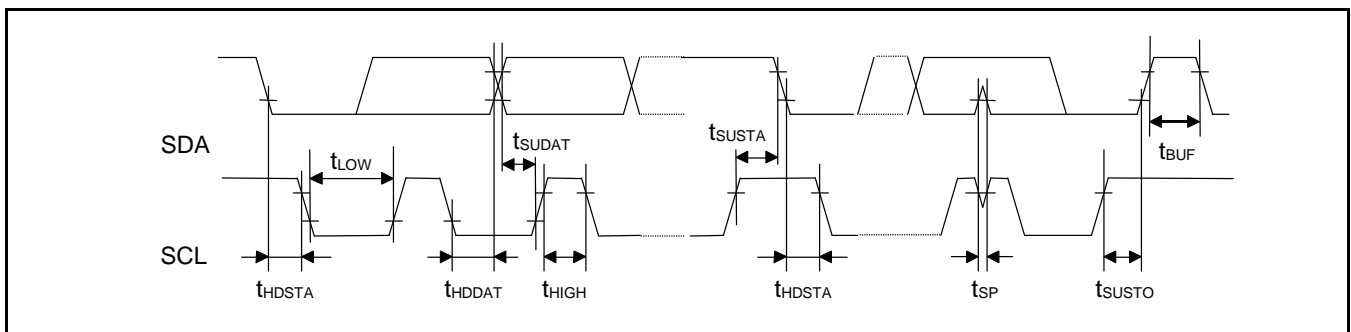 SDA
tLOW
tSUDAT
tSUSTA
tBUF
SCL
tHDSTA
tHDDAT
tHIGH
tHDSTA
tSP
tSUSTO